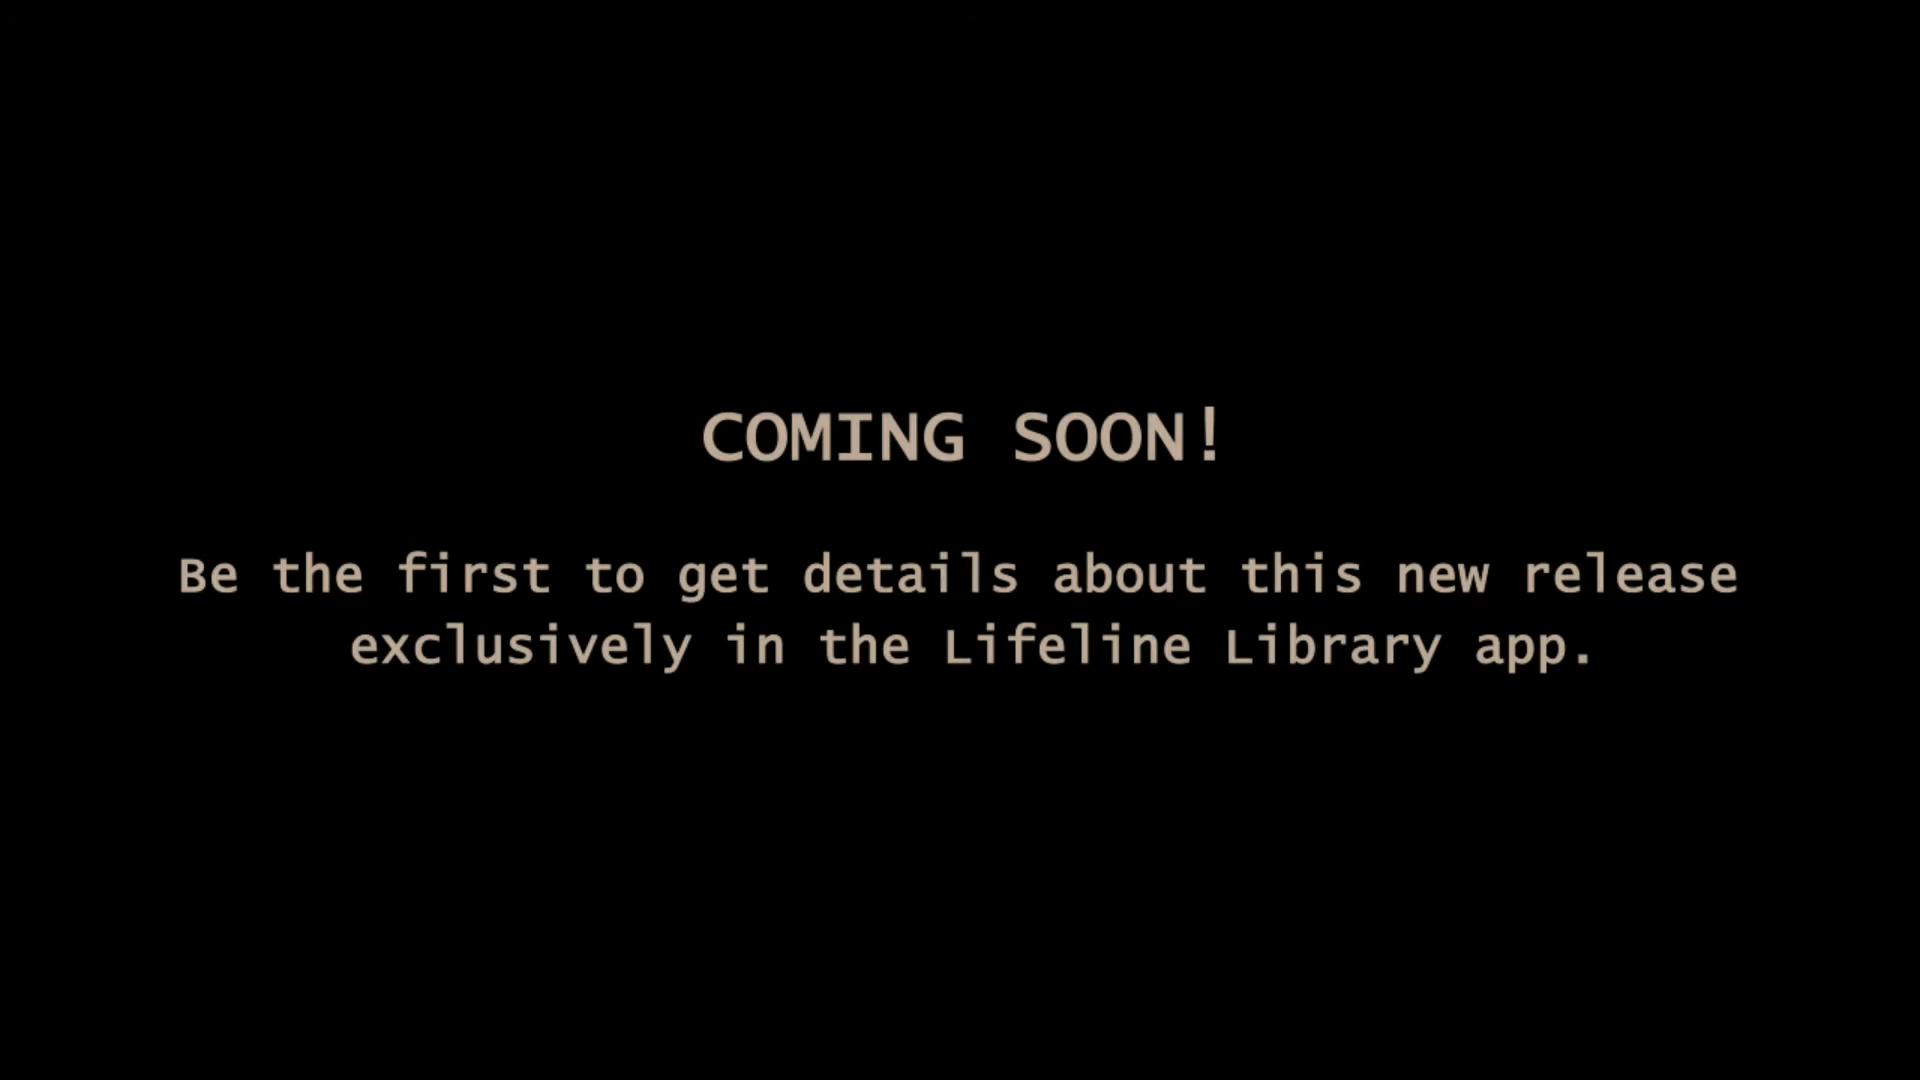 COMING SOON!
Be the first to get details about this new release
exclusively in the Lifeline Library app.